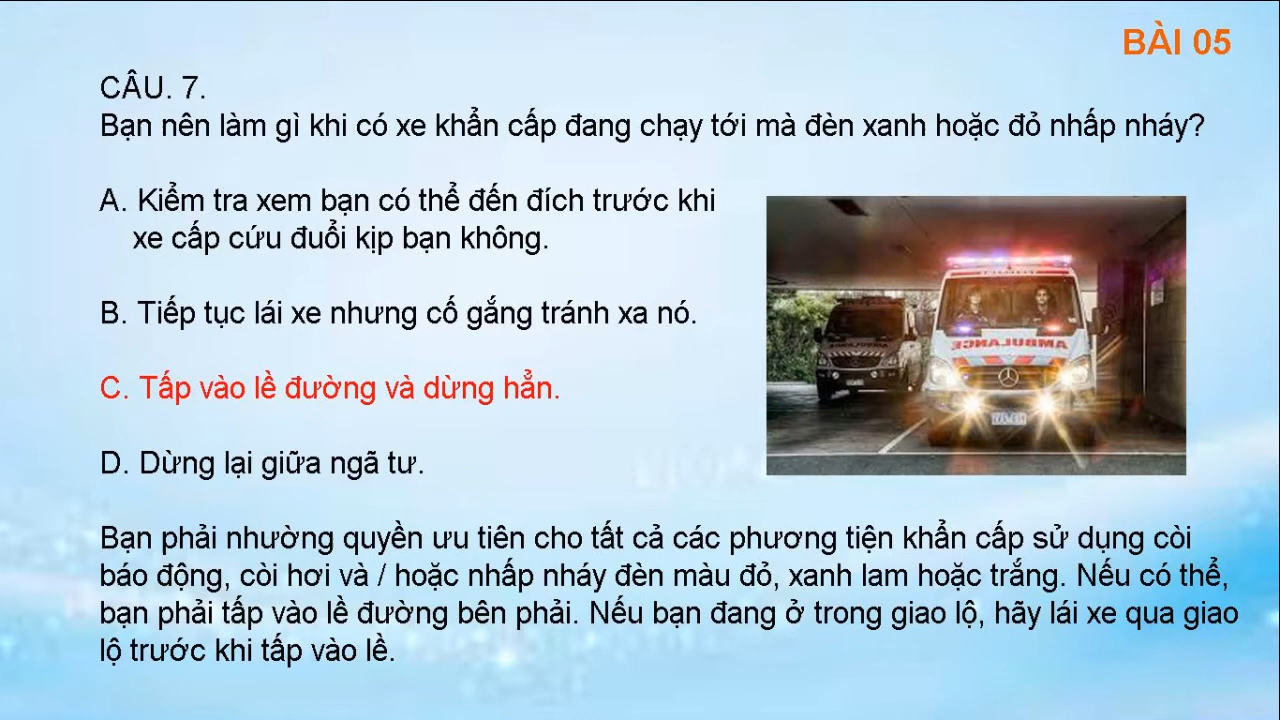 BÀI 05
CÂU. 7.
Bạn nên làm gì khi có xe khẩn cấp đang chạy tới mà đèn xanh hoặc đỏ nhấp nháy?
A. Kiểm tra xem bạn có thể đến đích trước khi
xe cấp cứu đuổi kịp bạn không.
B. Tiếp tục lái xe nhưng cố gắng tránh xa nó.
C. Tấp vào lề đường và dừng hẳn.
D. Dừng lại giữa ngã tư.
AMBULANCE
Bạn phải nhường quyền ưu tiên cho tất cả các phương tiện khẩn cấp sử dụng còi
báo động, còi hơi và / hoặc nhấp nháy đèn màu đỏ, xanh lam hoặc trắng. Nếu có thể,
bạn phải tấp vào lề đường bên phải. Nếu bạn đang ở trong giao lộ, hãy lái xe qua giao
lộ trước khi tấp vào lề.